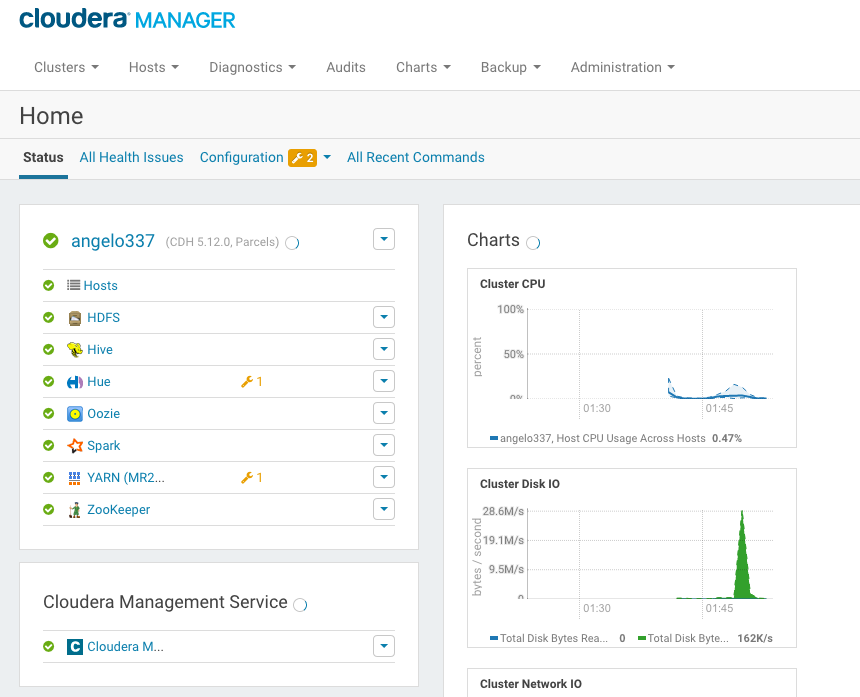 cloudera MANAGER
Clusters Hosts Diagnostics Audits Charts Backup Administration
Home
Status All Health Issues Configuration 2 All Recent Commands
angelo337 (CDH 5.12.0, Parcels)
Hosts
HDFS
Hive
Hue 1
Oozie
Spark
YARN (MR2... 1
ZooKeeper
Cloudera Management Service
C Cloudera M...
Charts
Cluster CPU
percent
100%
50%
0%
01:30 01:45
angelo337, Host CPU Usage Across Hosts 0.47%
Cluster Disk IO
bytes / second
28.6M/s
19.1M/s
9.5M/s
0
01:30 01:45
Total Disk Bytes Rea... 0 Total Disk Byte... 162K/s
Cluster Network IO